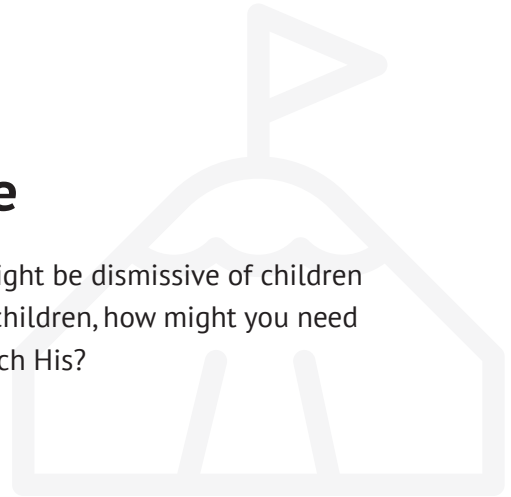 e
ight be dismissive of children
children, how might you need
ch His?